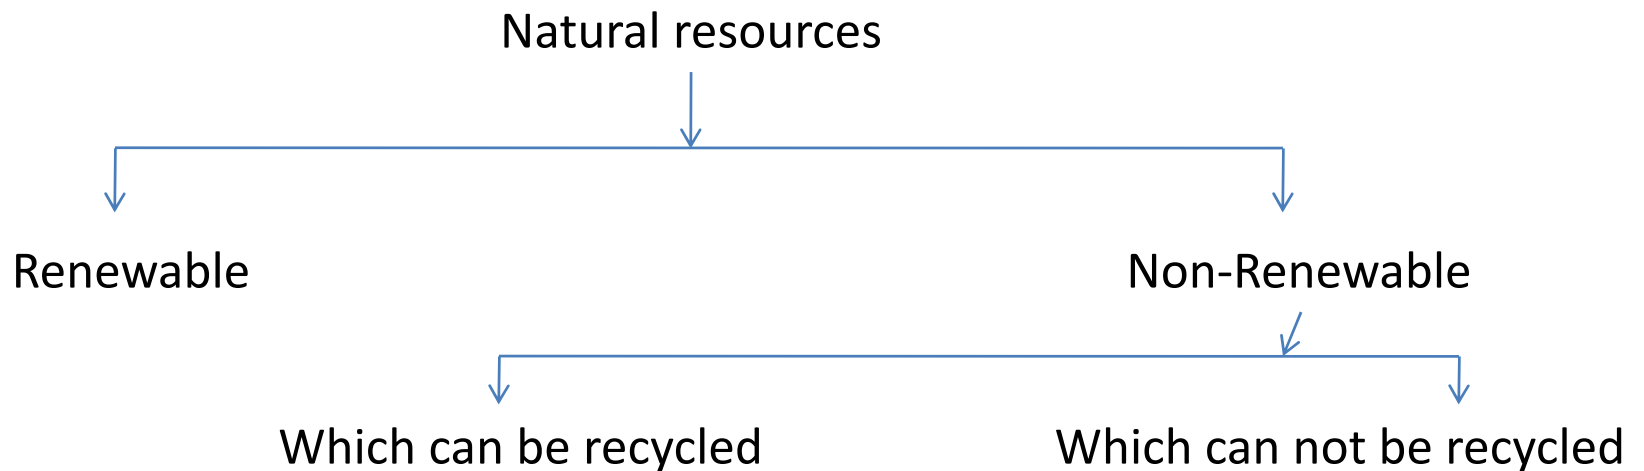 Natural resources
Renewable
Non-Renewable
Which can be recycled
Which can not be recycled